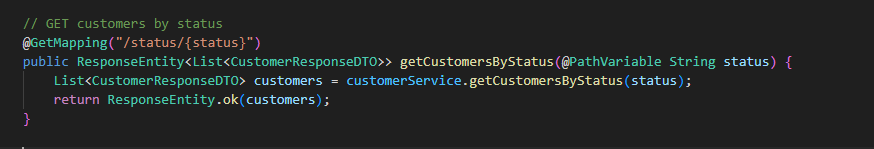 // GET customers by status
@GetMapping("/status/{status}")
public ResponseEntity<List<CustomerResponseDTO>> getCustomersByStatus(@PathVariable String status) {
    List<CustomerResponseDTO> customers = customerService.getCustomersByStatus(status);
    return ResponseEntity.ok(customers);
}